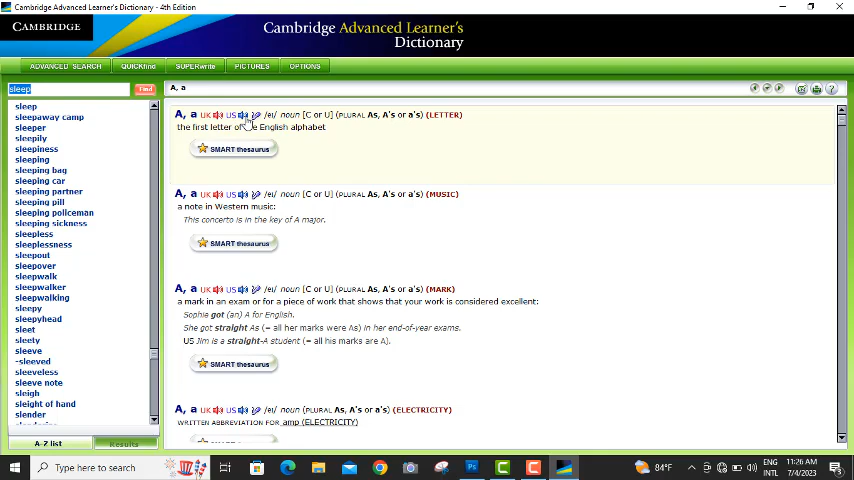 Cambridge Advanced Learner's Dictionary - 4th Edition
CAMBRIDGE
Cambridge Advanced Learner's
Dictionary
ADVANCED SEARCH QUICKfind SUPERwrite PICTURES OPTIONS
sleep Find
A, a
sleep
sleepaway camp
sleeper
sleepily
sleepiness
sleeping
sleeping bag
sleeping car
sleeping partner
sleeping pill
sleeping policeman
sleeping sickness
sleepless
sleeplessness
sleepout
sleepover
sleepwalk
sleepwalker
sleepwalking
sleepy
sleepyhead
sleet
sleety
sleeve
-sleeved
sleeveless
sleeve note
sleigh
sleight of hand
slender
A-Z list Results
A, a UK US /eɪ/ noun [C or U] (PLURAL As, A's or a's) (LETTER)
the first letter of the English alphabet
SMART thesaurus
A, a UK US /eɪ/ noun [C or U] (PLURAL As, A's or a's) (MUSIC)
a note in Western music:
This concerto is in the key of A major.
SMART thesaurus
A, a UK US /eɪ/ noun [C or U] (PLURAL As, A's or a's) (MARK)
a mark in an exam or for a piece of work that shows that your work is considered excellent:
Sophie got (an) A for English.
She got straight As (= all her marks were As) in her end-of-year exams.
US Jim is a straight-A student (= all his marks are A).
SMART thesaurus
A, a UK US /eɪ/ noun (PLURAL As, A's or a's) (ELECTRICITY)
WRITTEN ABBREVIATION FOR amp (ELECTRICITY)
Type here to search
84°F
ENG
INTL
11:26 AM
7/4/2023
3